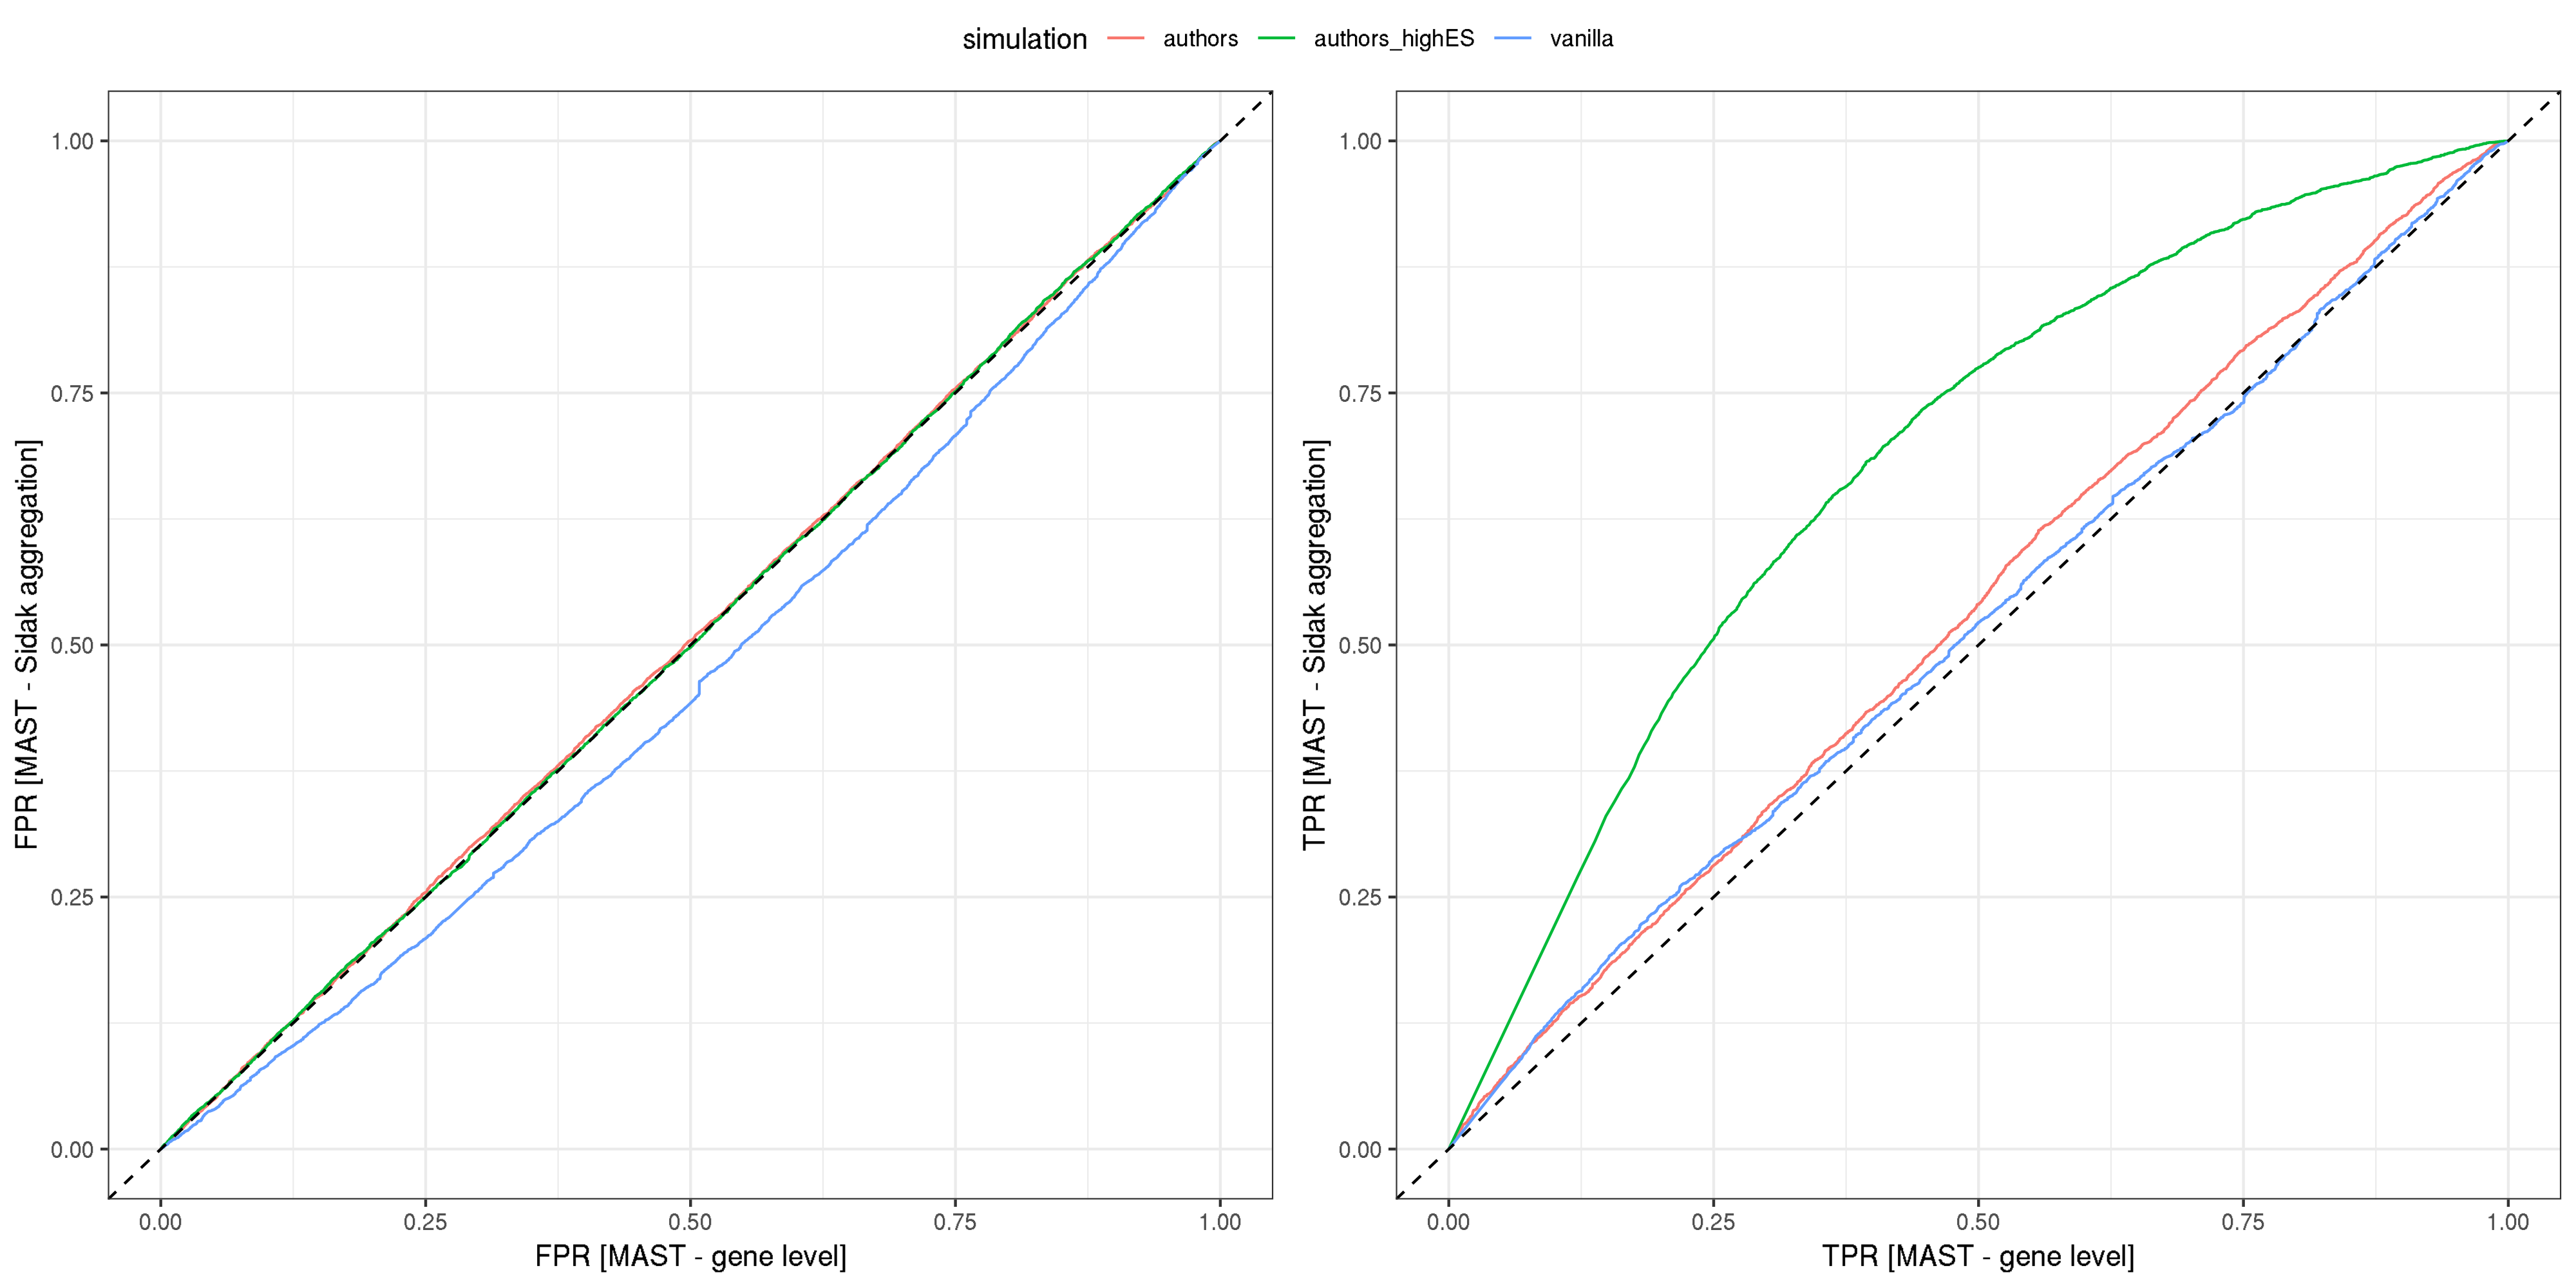 simulation authors authors_highES vanilla
FPR [MAST - Sidak aggregation]
1.00
0.75
0.50
0.25
0.00
0.00 0.25 0.50 0.75 1.00
FPR [MAST - gene level]
TPR [MAST - Sidak aggregation]
1.00
0.75
0.50
0.25
0.00
0.00 0.25 0.50 0.75 1.00
TPR [MAST - gene level]